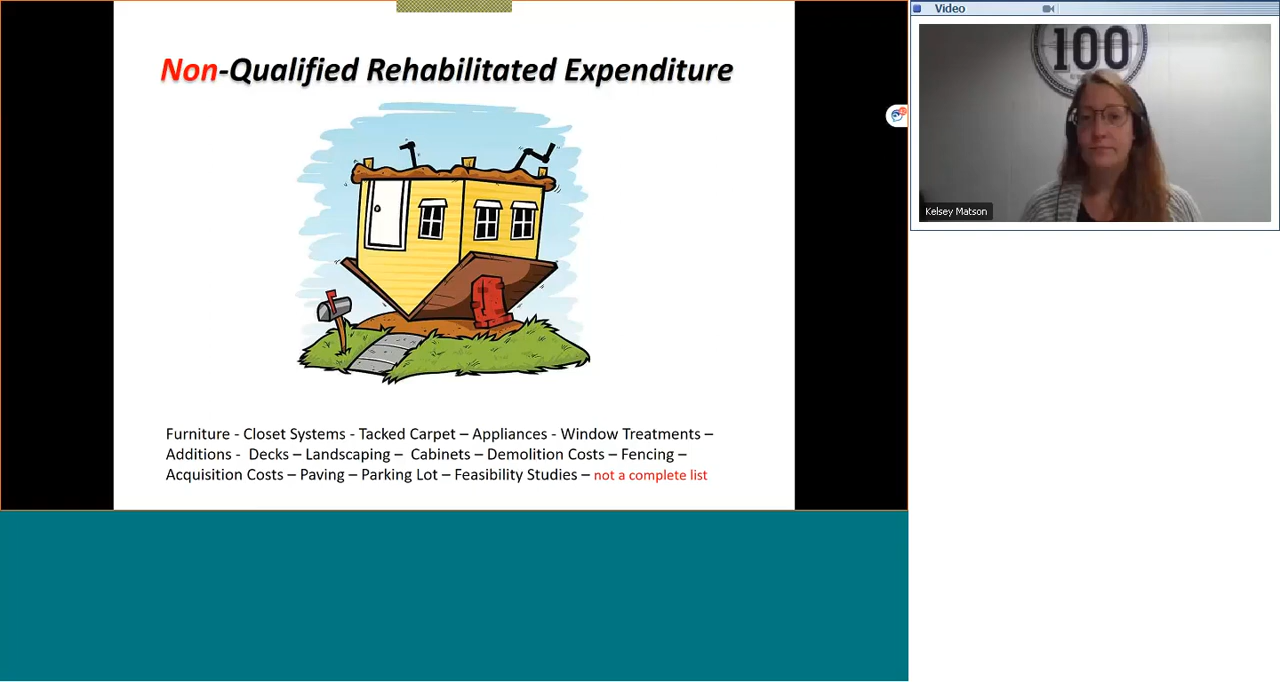 Non-Qualified Rehabilitated Expenditure
Furniture - Closet Systems - Tacked Carpet – Appliances - Window Treatments –
Additions - Decks – Landscaping – Cabinets – Demolition Costs – Fencing –
Acquisition Costs – Paving – Parking Lot – Feasibility Studies – not a complete list
Video
100
Kelsey Matson